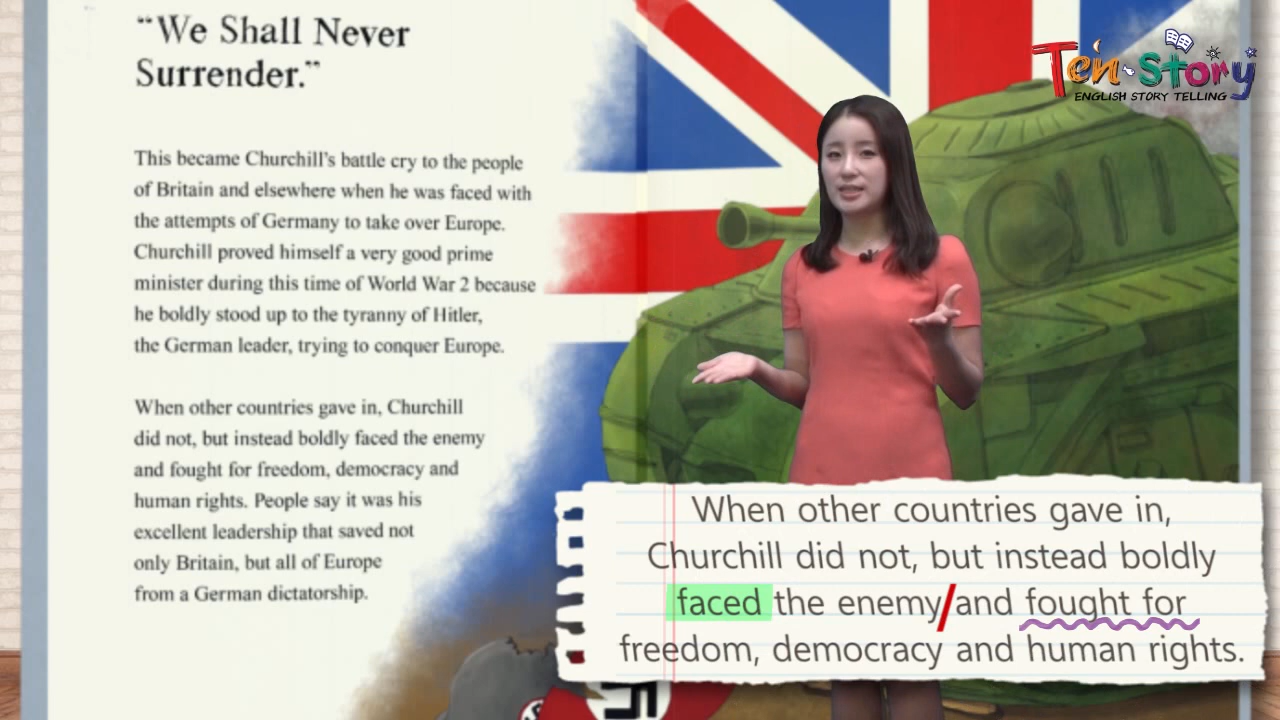 “We Shall Never
Surrender.”
This became Churchill's battle cry to the people
of Britain and elsewhere when he was faced with
the attempts of Germany to take over Europe.
Churchill proved himself a very good prime
minister during this time of World War 2 because
he boldly stood up to the tyranny of Hitler,
the German leader, trying to conquer Europe.
When other countries gave in, Churchill
did not, but instead boldly faced the enemy
and fought for freedom, democracy and
human rights. People say it was his
excellent leadership that saved not
only Britain, but all of Europe
from a German dictatorship.
Ten-Story
ENGLISH STORY TELLING
When other countries gave in,
Churchill did not, but instead boldly
faced the enemy/and fought for
freedom, democracy and human rights.